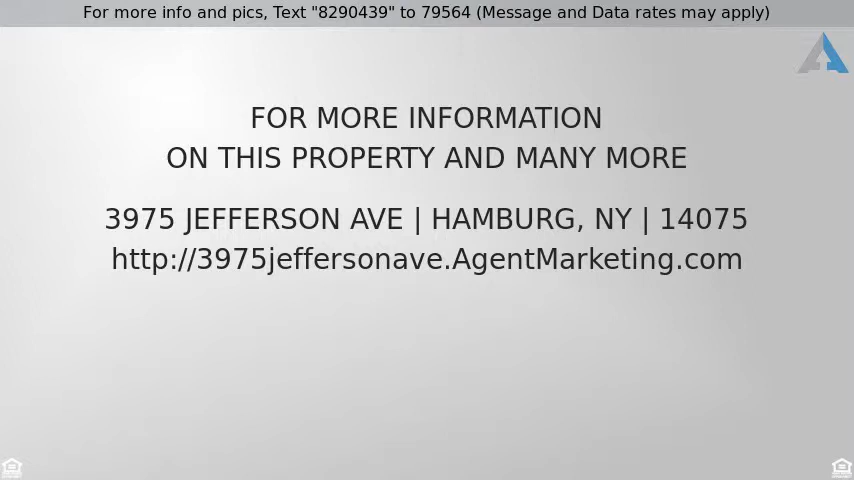 For more info and pics, Text "8290439" to 79564 (Message and Data rates may apply)
FOR MORE INFORMATION
ON THIS PROPERTY AND MANY MORE
3975 JEFFERSON AVE | HAMBURG, NY | 14075
http://3975jeffersonave.AgentMarketing.com